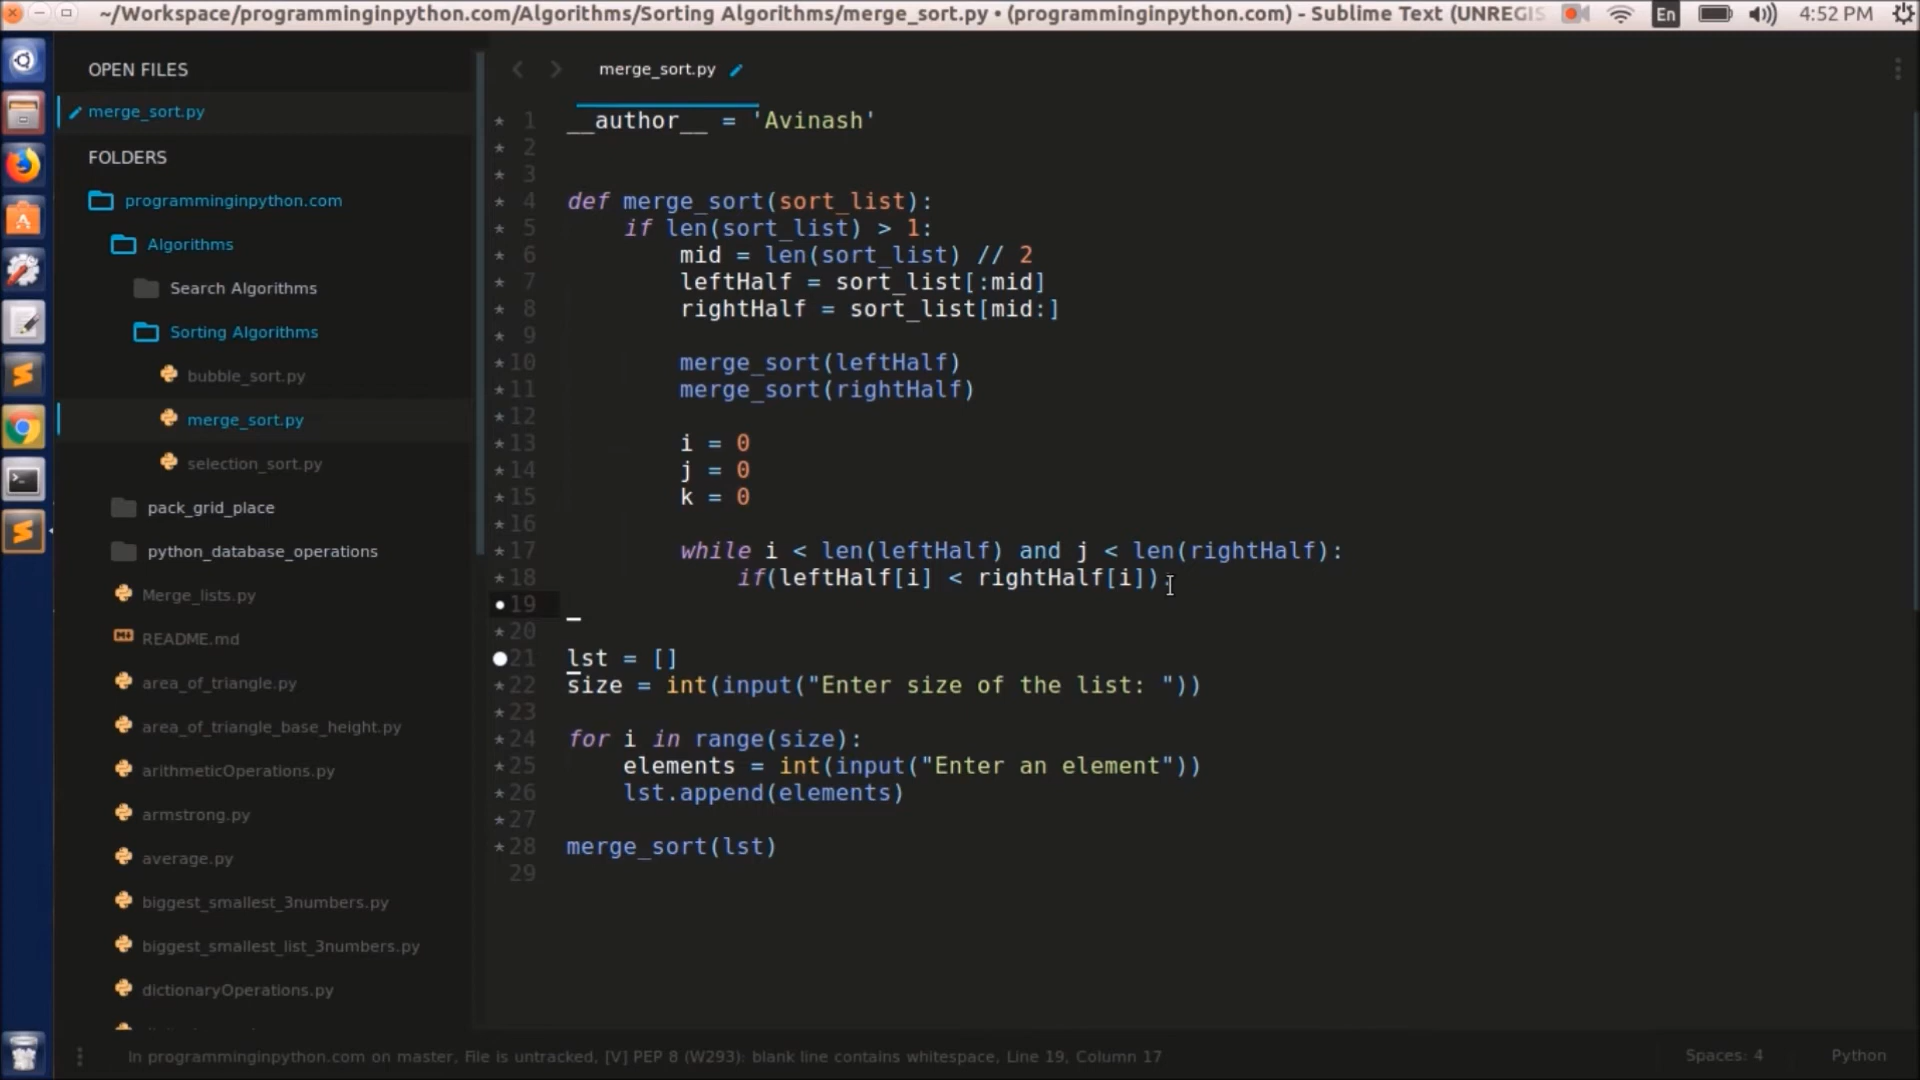 ~/Workspace/programminginpython.com/Algorithms/Sorting Algorithms/merge_sort.py • (programminginpython.com) - Sublime Text (UNREGIS
En
4:52 PM
OPEN FILES
merge_sort.py
FOLDERS
programminginpython.com
Algorithms
Search Algorithms
Sorting Algorithms
bubble_sort.py
merge_sort.py
selection_sort.py
pack_grid_place
python_database_operations
Merge_lists.py
README.md
area_of_triangle.py
area_of_triangle_base_height.py
arithmeticOperations.py
armstrong.py
average.py
biggest_smallest_3numbers.py
biggest_smallest_list_3numbers.py
dictionaryOperations.py
merge_sort.py
1 __author__ = 'Avinash'
2
3
4 def merge_sort(sort_list):
5     if len(sort_list) > 1:
6         mid = len(sort_list) // 2
7         leftHalf = sort_list[:mid]
8         rightHalf = sort_list[mid:]
9
10         merge_sort(leftHalf)
11         merge_sort(rightHalf)
12
13         i = 0
14         j = 0
15         k = 0
16
17         while i < len(leftHalf) and j < len(rightHalf):
18             if(leftHalf[i] < rightHalf[i]):
19
20
21 lst = []
22 size = int(input("Enter size of the list: "))
23
24 for i in range(size):
25     elements = int(input("Enter an element"))
26     lst.append(elements)
27
28 merge_sort(lst)
29
In programminginpython.com on master, File is untracked, [V] PEP 8 (W293): blank line contains whitespace, Line 19, Column 17
Spaces: 4
Python